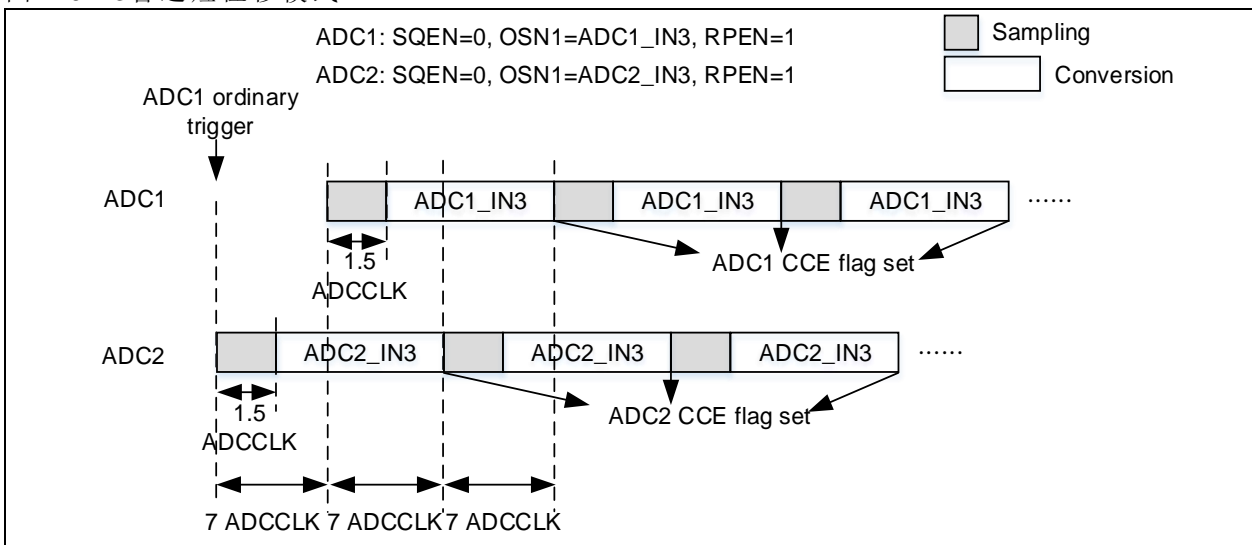 ADC1: SQEN=0, OSN1=ADC1_IN3, RPEN=1
ADC2: SQEN=0, OSN1=ADC2_IN3, RPEN=1
Sampling
Conversion
ADC1 ordinary
trigger
ADC1
ADC1_IN3
ADC1_IN3
ADC1_IN3
......
1.5
ADCCLK
ADC1 CCE flag set
ADC2
ADC2_IN3
ADC2_IN3
ADC2_IN3
......
1.5
ADCCLK
ADC2 CCE flag set
7 ADCCLK
7 ADCCLK
7 ADCCLK